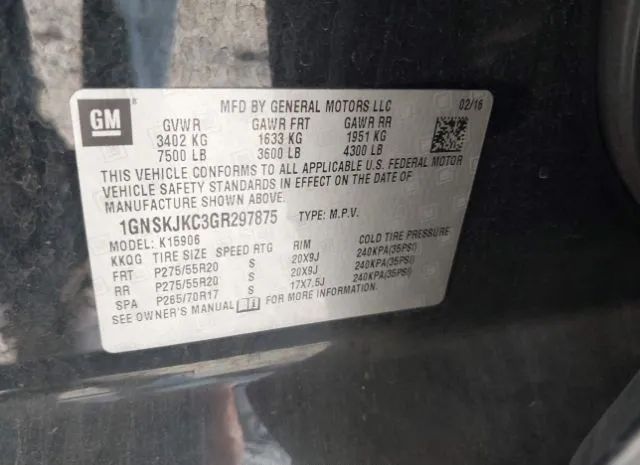 GM ®
MFD BY GENERAL MOTORS LLC 02/16
GVWR GAWR FRT GAWR RR
3402 KG 1633 KG 1951 KG
7500 LB 3600 LB 4300 LB
THIS VEHICLE CONFORMS TO ALL APPLICABLE U.S. FEDERAL MOTOR
VEHICLE SAFETY STANDARDS IN EFFECT ON THE DATE OF
MANUFACTURE SHOWN ABOVE.
1GNSKJKC3GR297875 TYPE: M.P.V.
MODEL: K15906
KKQG TIRE SIZE SPEED RTG RIM COLD TIRE PRESSURE
FRT P275/55R20 S 20X9J 240KPA(35PSI)
RR P275/55R20 S 20X9J 240KPA(35PSI)
SPA P265/70R17 S 17X7.5J 240KPA(35PSI)
SEE OWNER'S MANUAL FOR MORE INFORMATION.